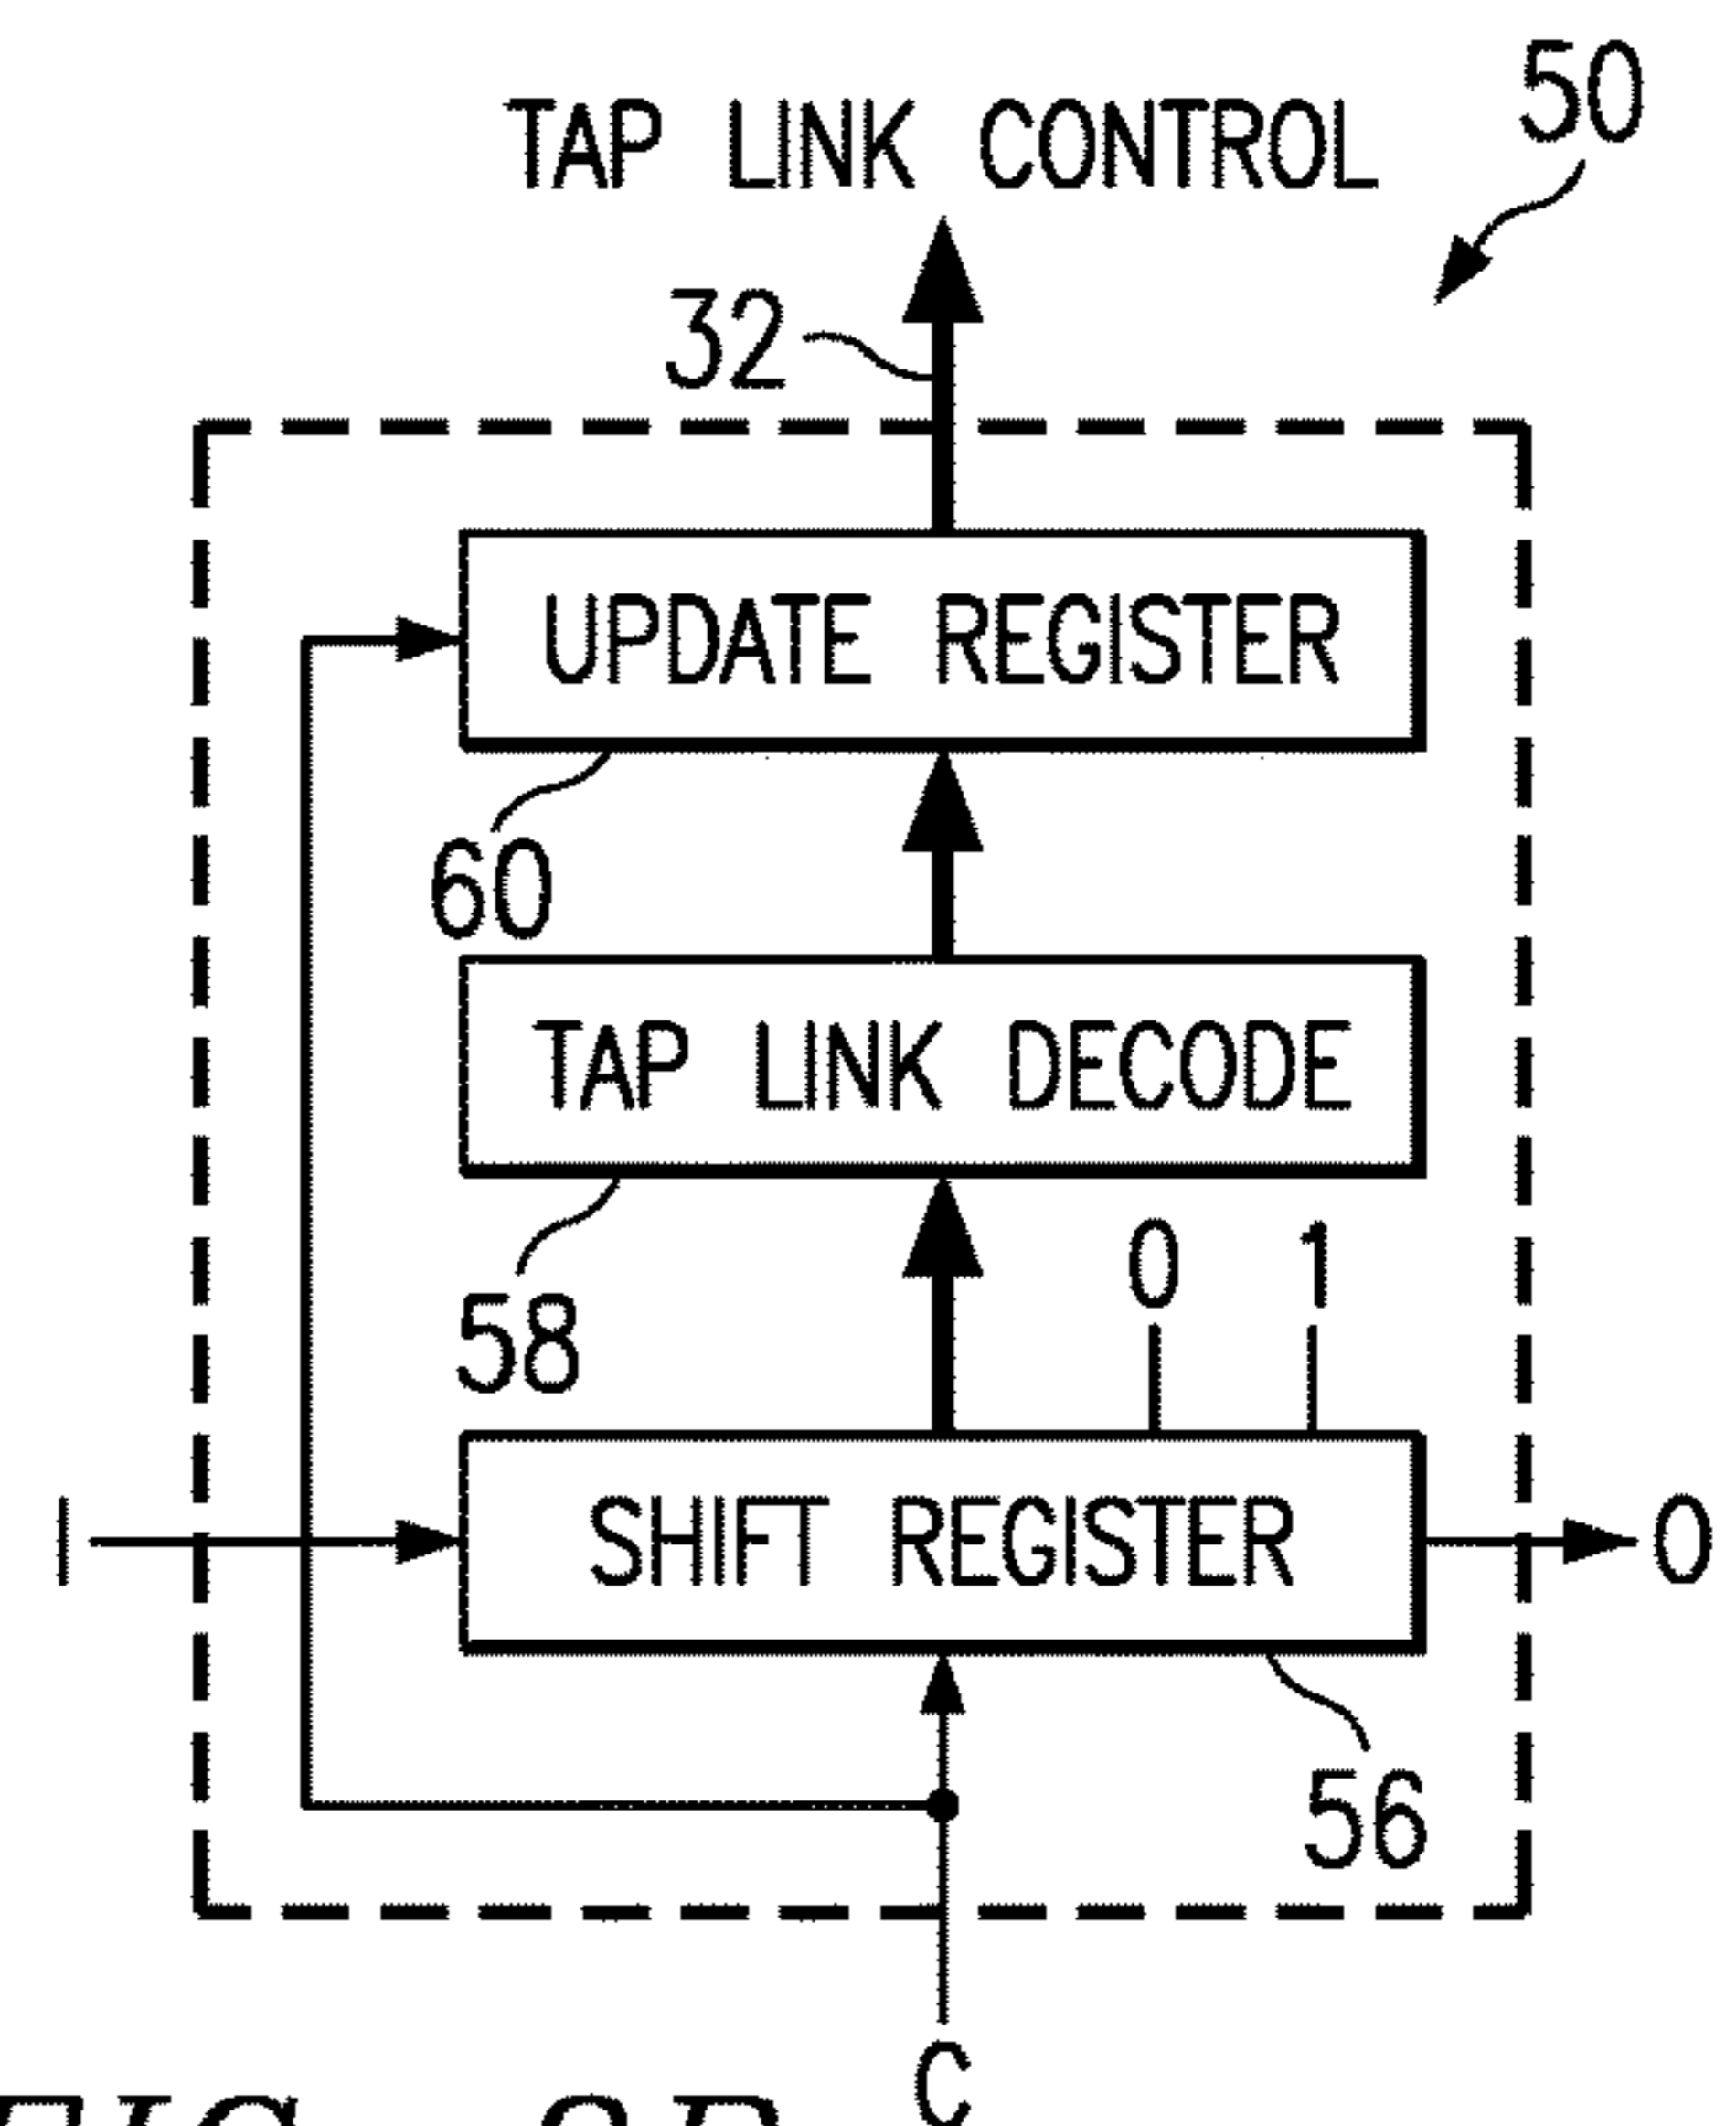 50
TAP LINK CONTROL
32
UPDATE REGISTER
60
TAP LINK DECODE
58
0 1
I
SHIFT REGISTER
O
56
C